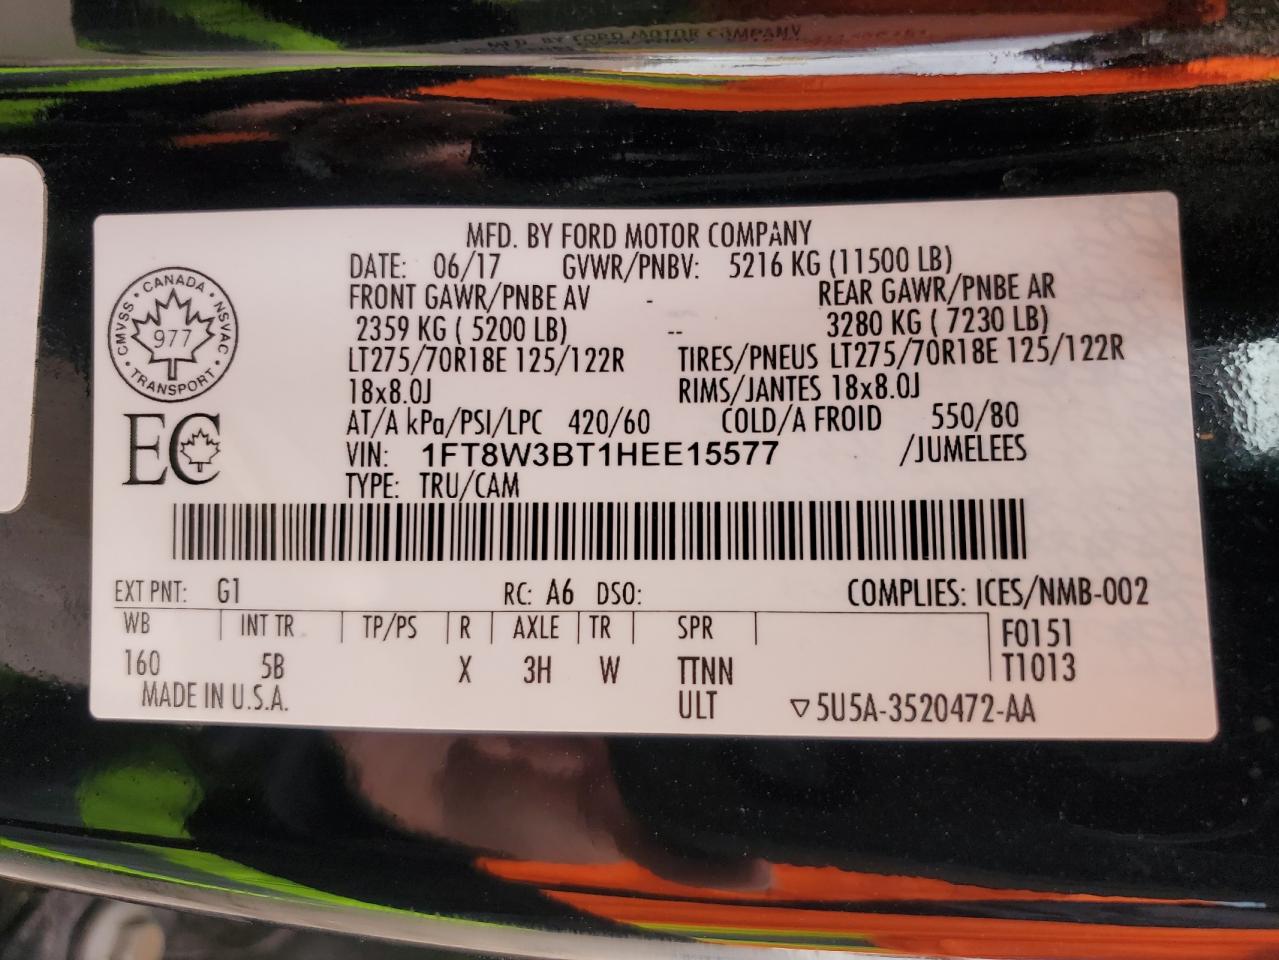 MFD. BY FORD MOTOR COMPANY
MFD. BY FORD MOTOR COMPANY
DATE: 06/17 GVWR/PNBV: 5216 KG (11500 LB)
FRONT GAWR/PNBE AV - REAR GAWR/PNBE AR
2359 KG ( 5200 LB) -- 3280 KG ( 7230 LB)
LT275/70R18E 125/122R TIRES/PNEUS LT275/70R18E 125/122R
18x8.0J RIMS/JANTES 18x8.0J
AT/A kPa/PSI/LPC 420/60 COLD/A FROID 550/80
VIN: 1FT8W3BT1HEE15577 /JUMELEES
TYPE: TRU/CAM
CMVSS · CANADA · NSVAC · TRANSPORT ·
977
EC
EXT PNT: G1 RC: A6 DSO: COMPLIES: ICES/NMB-002
WB INT TR TP/PS R AXLE TR SPR F0151
160 5B X 3H W TTNN T1013
MADE IN U.S.A. ULT ▽5U5A-3520472-AA